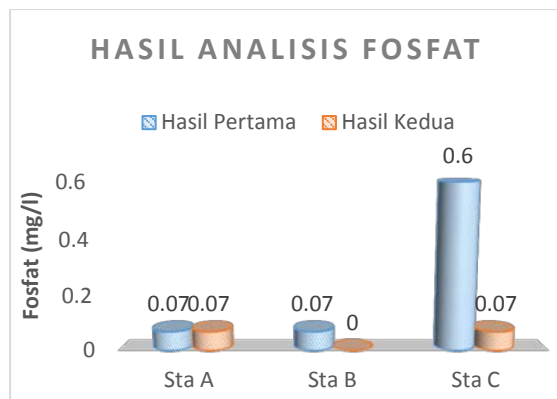 HASIL ANALISIS FOSFAT
Hasil Pertama Hasil Kedua
Fosfat (mg/l)
0.6
0.4
0.2
0
0.07 0.07 0.07 0 0.6 0.07
Sta A Sta B Sta C